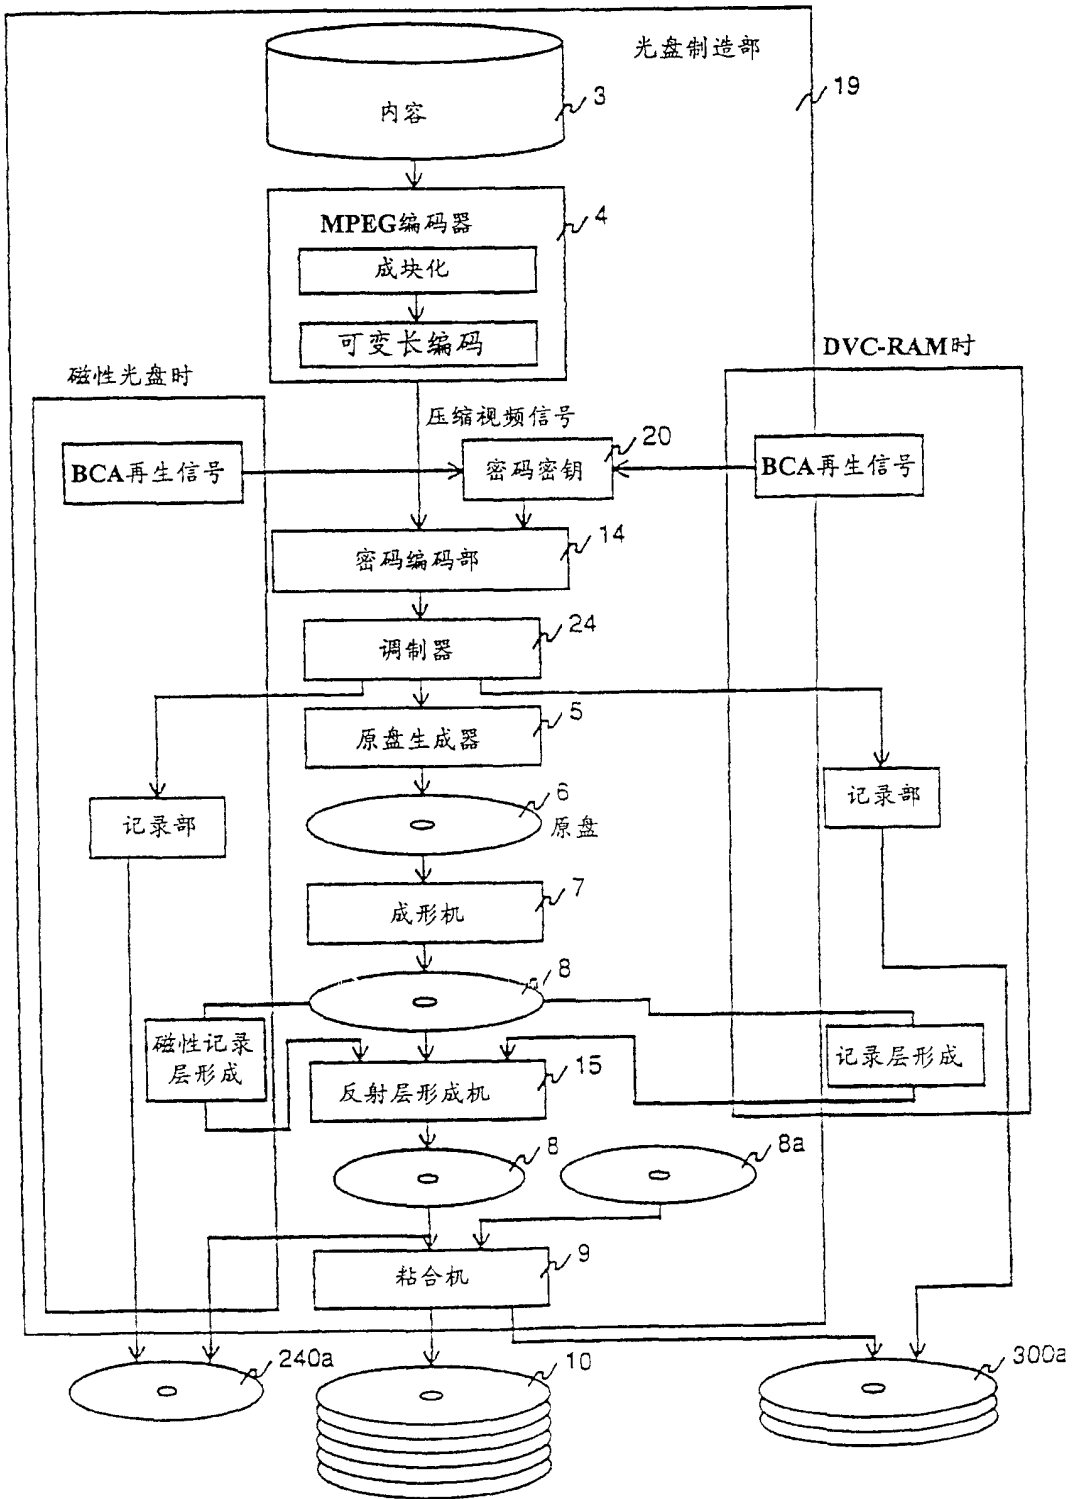 光盘制造部
19
3
内容
4
MPEG编码器
成块化
可变长编码
DVC-RAM时
磁性光盘时
压缩视频信号
20
BCA再生信号
密码密钥
BCA再生信号
14
密码编码部
24
调制器
5
原盘生成器
6
原盘
记录部
记录部
7
成形机
8
磁性记录
层形成
记录层形成
15
反射层形成机
8
8a
9
粘合机
240a
10
300a